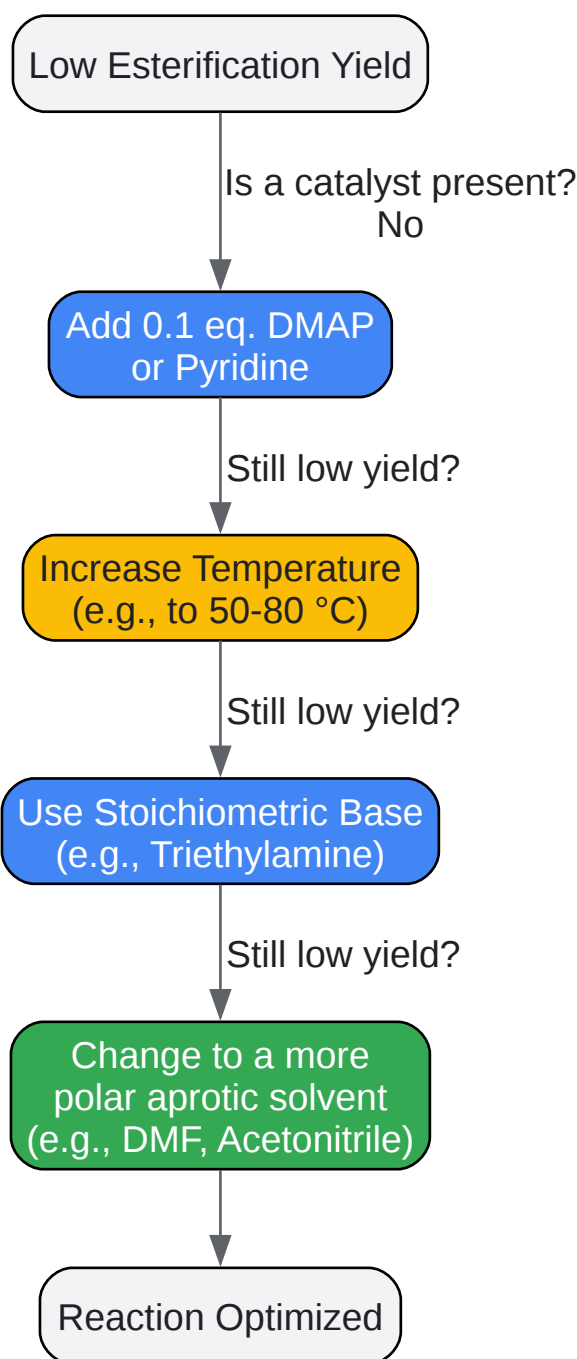 Low Esterification Yield
Is a catalyst present?
No
Add 0.1 eq. DMAP
or Pyridine
Still low yield?
Increase Temperature
(e.g., to 50-80 °C)
Still low yield?
Use Stoichiometric Base
(e.g., Triethylamine)
Still low yield?
Change to a more
polar aprotic solvent
(e.g., DMF, Acetonitrile)
Reaction Optimized